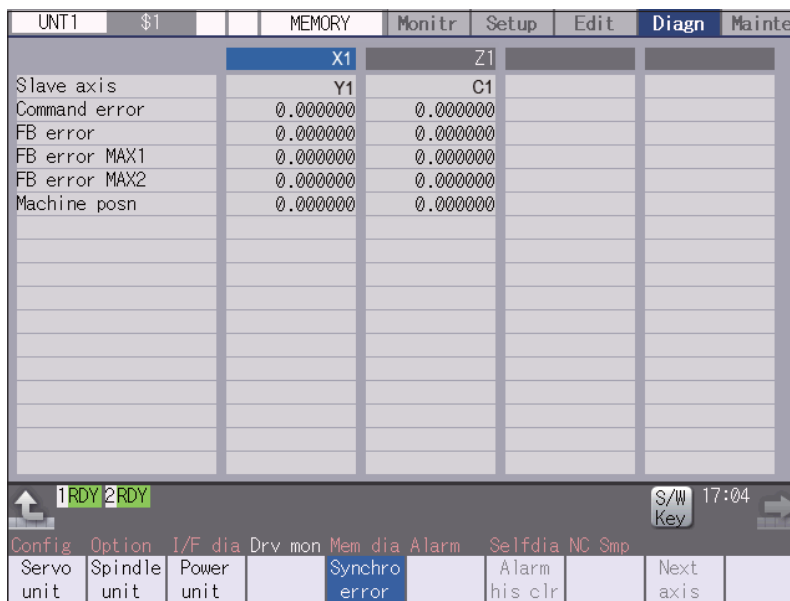 UNT1 $1 MEMORY Monitr Setup Edit Diagn Mainte
X1 Z1
Slave axis Y1 C1
Command error 0.000000 0.000000
FB error 0.000000 0.000000
FB error MAX1 0.000000 0.000000
FB error MAX2 0.000000 0.000000
Machine posn 0.000000 0.000000
1RDY 2RDY S/W 17:04
Key
Config Option I/F dia Drv mon Mem dia Alarm Selfdia NC Smp
Servo Spindle Power Synchro Alarm Next
unit unit unit error his clr axis